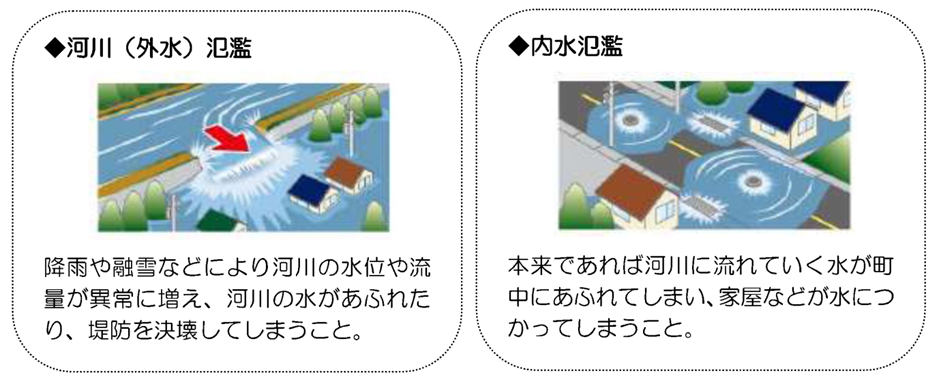 ◆河川（外水）氾濫
降雨や融雪などにより河川の水位や流
量が異常に増え、河川の水があふれた
り、堤防を決壊してしまうこと。
◆内水氾濫
本来であれば河川に流れていく水が町
中にあふれてしまい、家屋などが水につ
かってしまうこと。